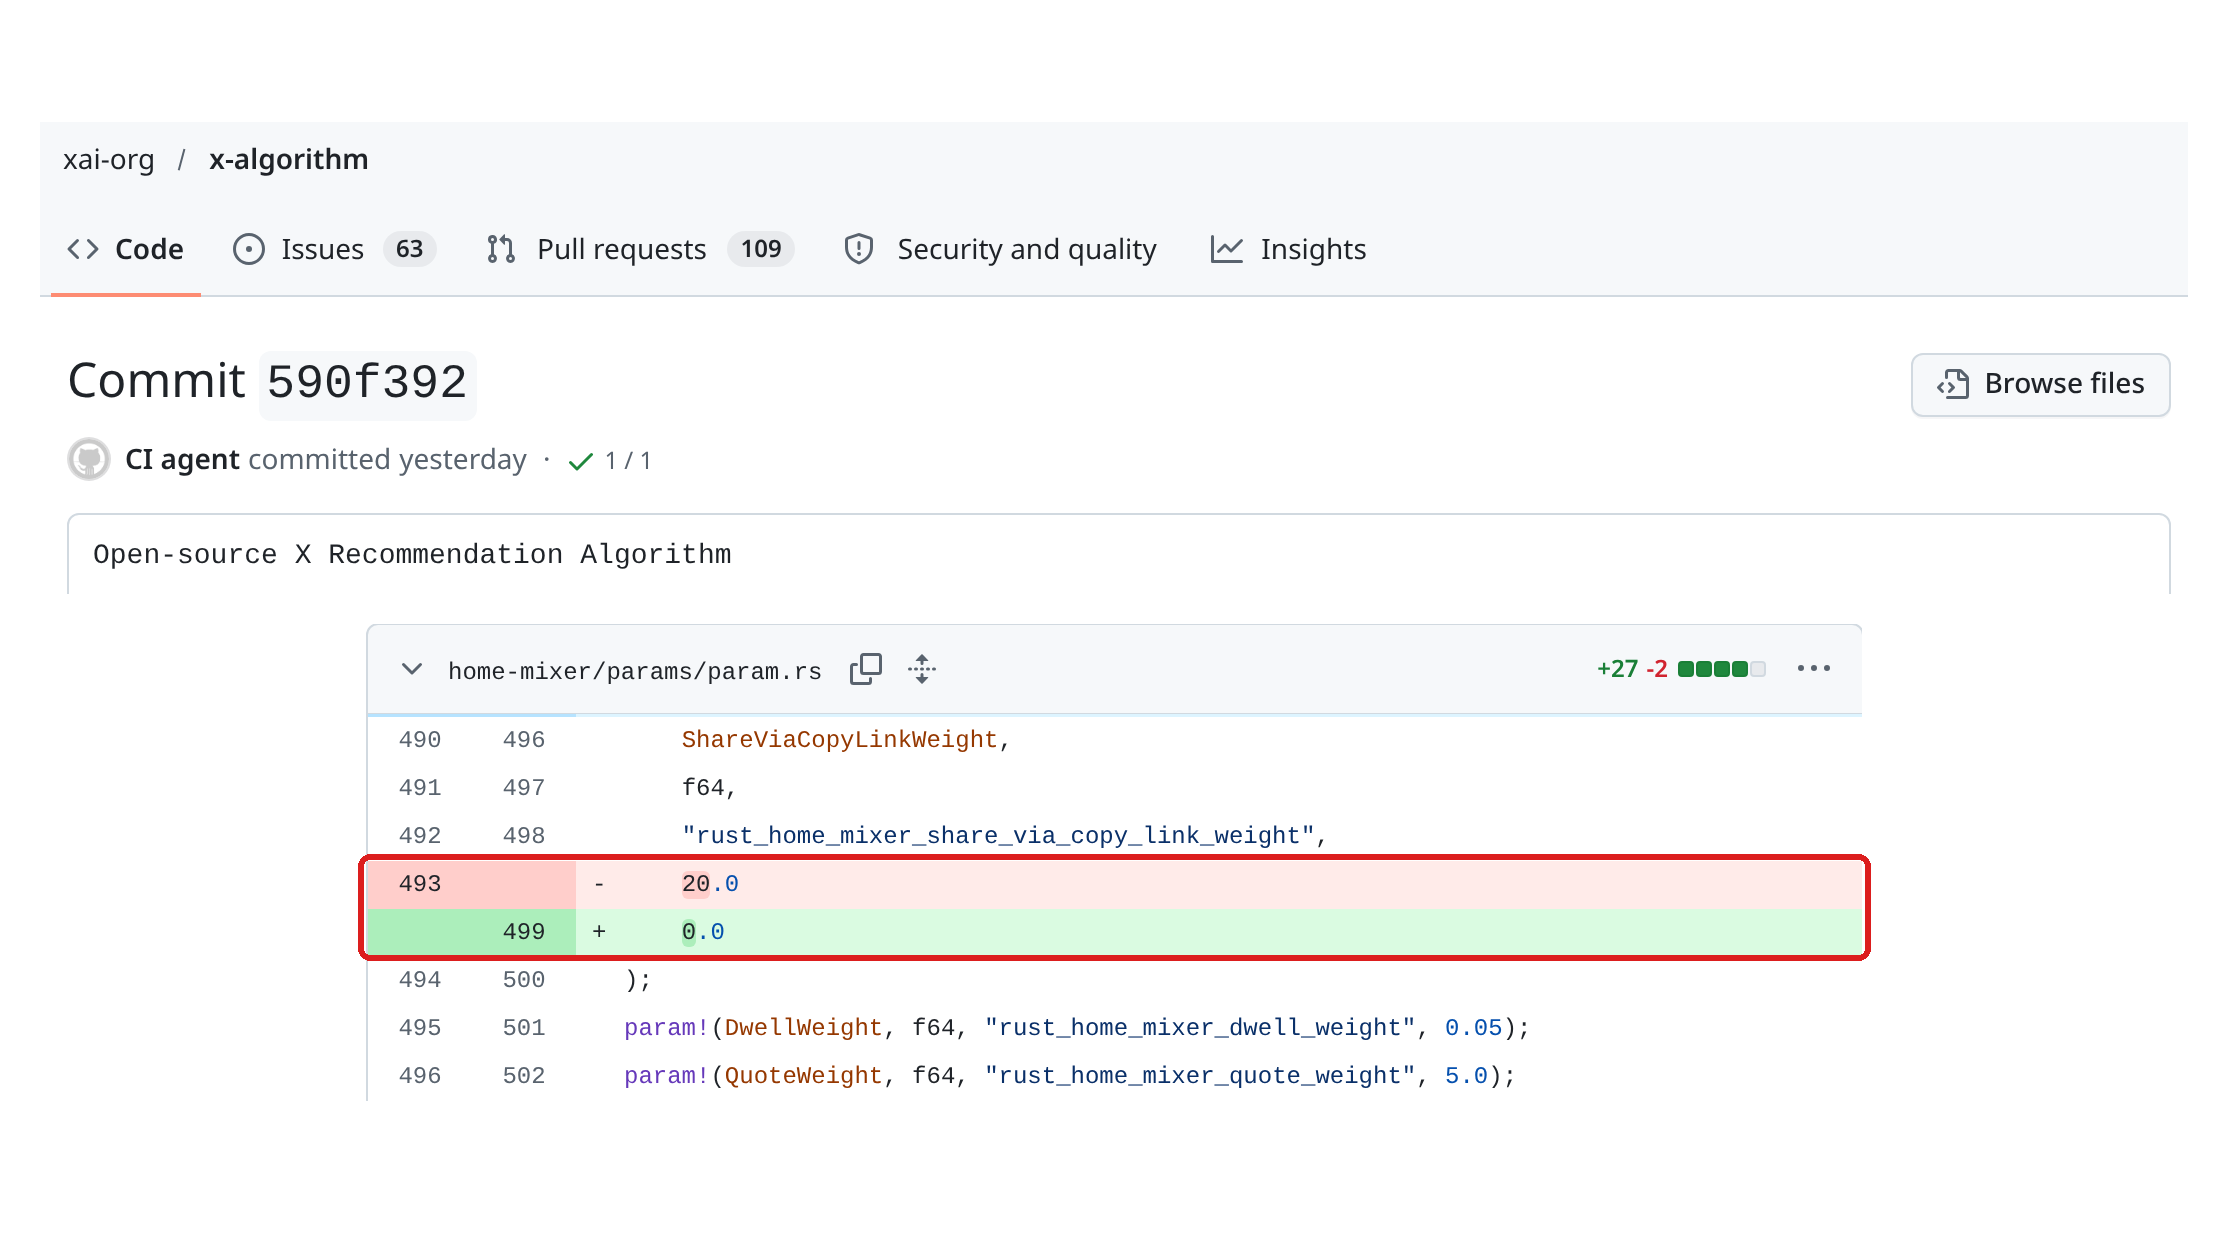 xai-org / x-algorithm
Code Issues 63 Pull requests 109 Security and quality Insights
Commit 590f392
Browse files
CI agent committed yesterday · 1 / 1
Open-source X Recommendation Algorithm
home-mixer/params/param.rs +27 -2
490 496 ShareViaCopyLinkWeight,
491 497 f64,
492 498 "rust_home_mixer_share_via_copy_link_weight",
493 - 20.0
499 + 0.0
494 500 );
495 501 param!(DwellWeight, f64, "rust_home_mixer_dwell_weight", 0.05);
496 502 param!(QuoteWeight, f64, "rust_home_mixer_quote_weight", 5.0);